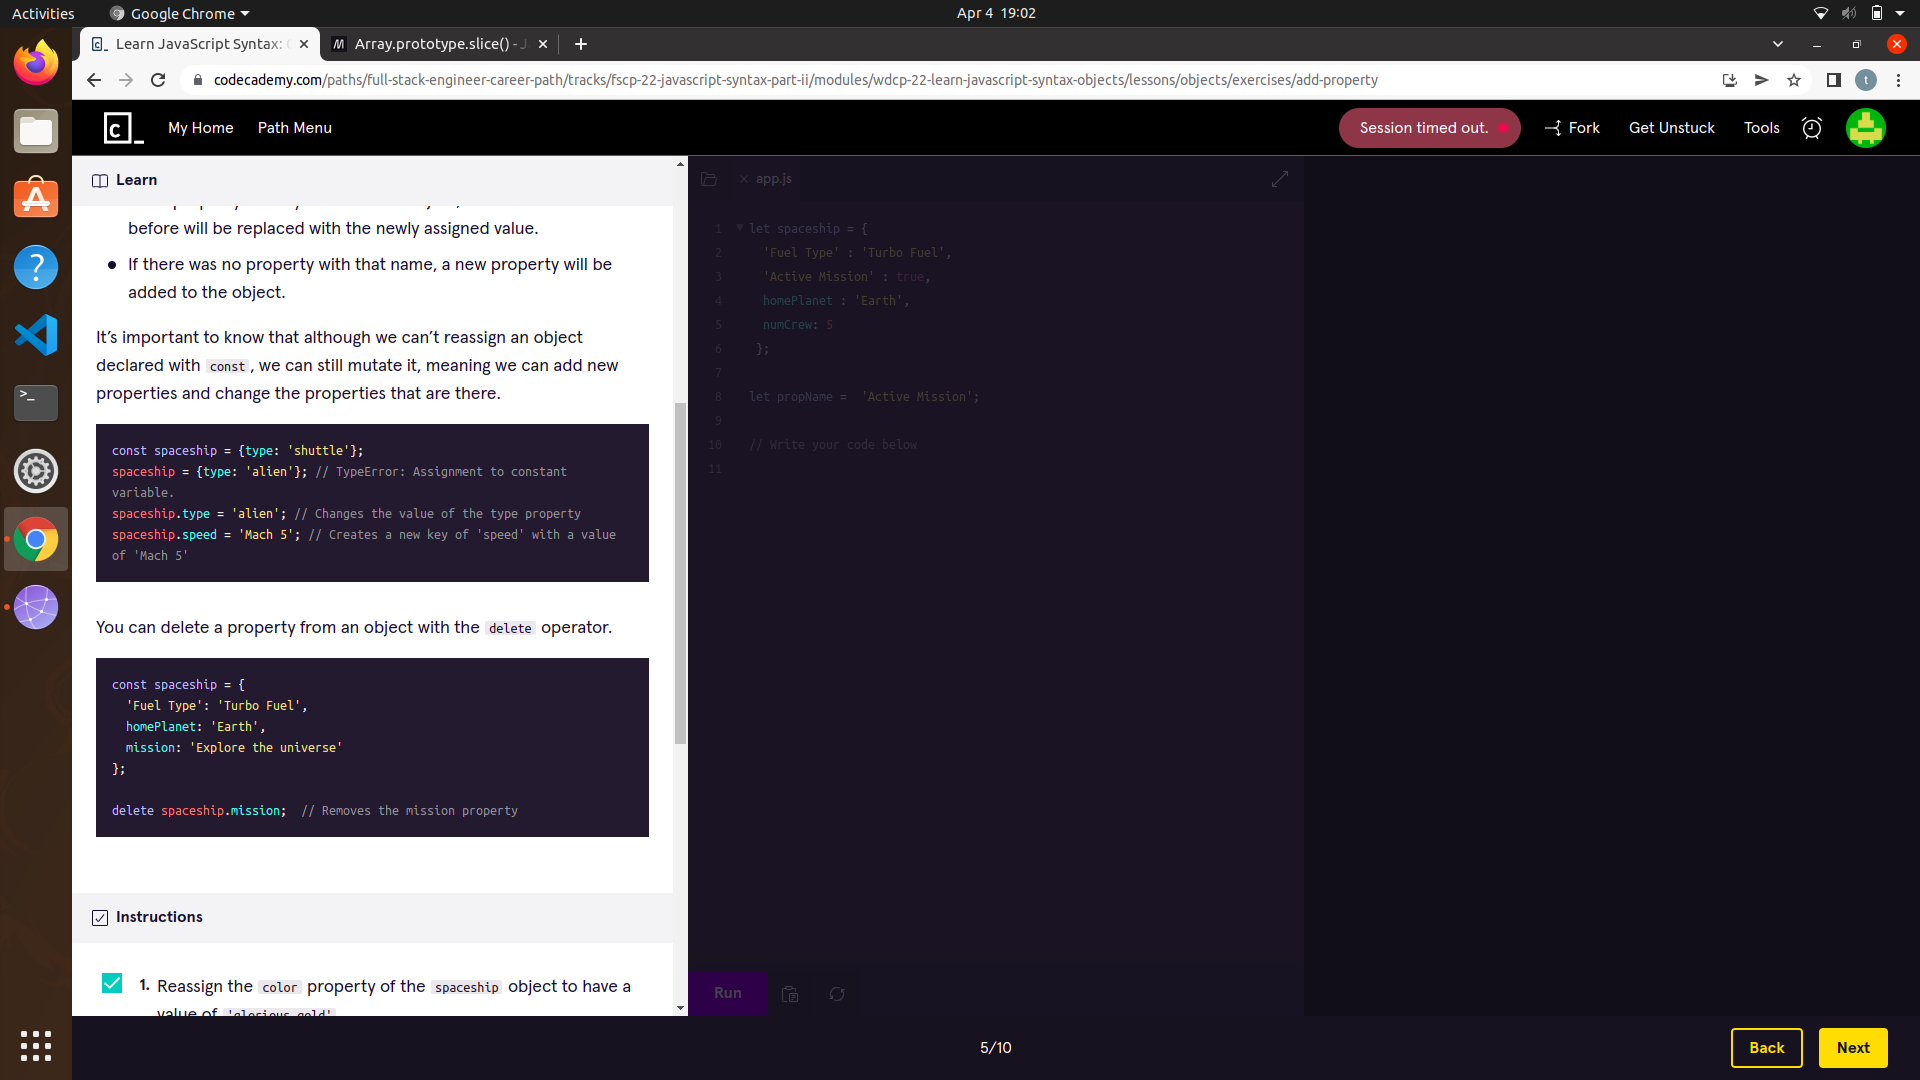 Activities
Google Chrome
Apr 4 19:02
Learn JavaScript Syntax:
Array.prototype.slice() - J
codecademy.com/paths/full-stack-engineer-career-path/tracks/fscp-22-javascript-syntax-part-ii/modules/wdcp-22-learn-javascript-syntax-objects/lessons/objects/exercises/add-property
t
c_
My Home
Path Menu
Session timed out.
Fork
Get Unstuck
Tools
Learn
before will be replaced with the newly assigned value.
If there was no property with that name, a new property will be
added to the object.
It’s important to know that although we can’t reassign an object
declared with const, we can still mutate it, meaning we can add new
properties and change the properties that are there.
const spaceship = {type: 'shuttle'};
spaceship = {type: 'alien'}; // TypeError: Assignment to constant
variable.
spaceship.type = 'alien'; // Changes the value of the type property
spaceship.speed = 'Mach 5'; // Creates a new key of 'speed' with a value
of 'Mach 5'
You can delete a property from an object with the delete operator.
const spaceship = {
'Fuel Type': 'Turbo Fuel',
homePlanet: 'Earth',
mission: 'Explore the universe'
};
delete spaceship.mission;  // Removes the mission property
Instructions
1. Reassign the color property of the spaceship object to have a
value of 'glorious gold'
app.js
1 let spaceship = {
2 'Fuel Type' : 'Turbo Fuel',
3 'Active Mission' : true,
4 homePlanet : 'Earth',
5 numCrew: 5
6 };
7
8 let propName =  'Active Mission';
9
10 // Write your code below
11
Run
5/10
Back
Next